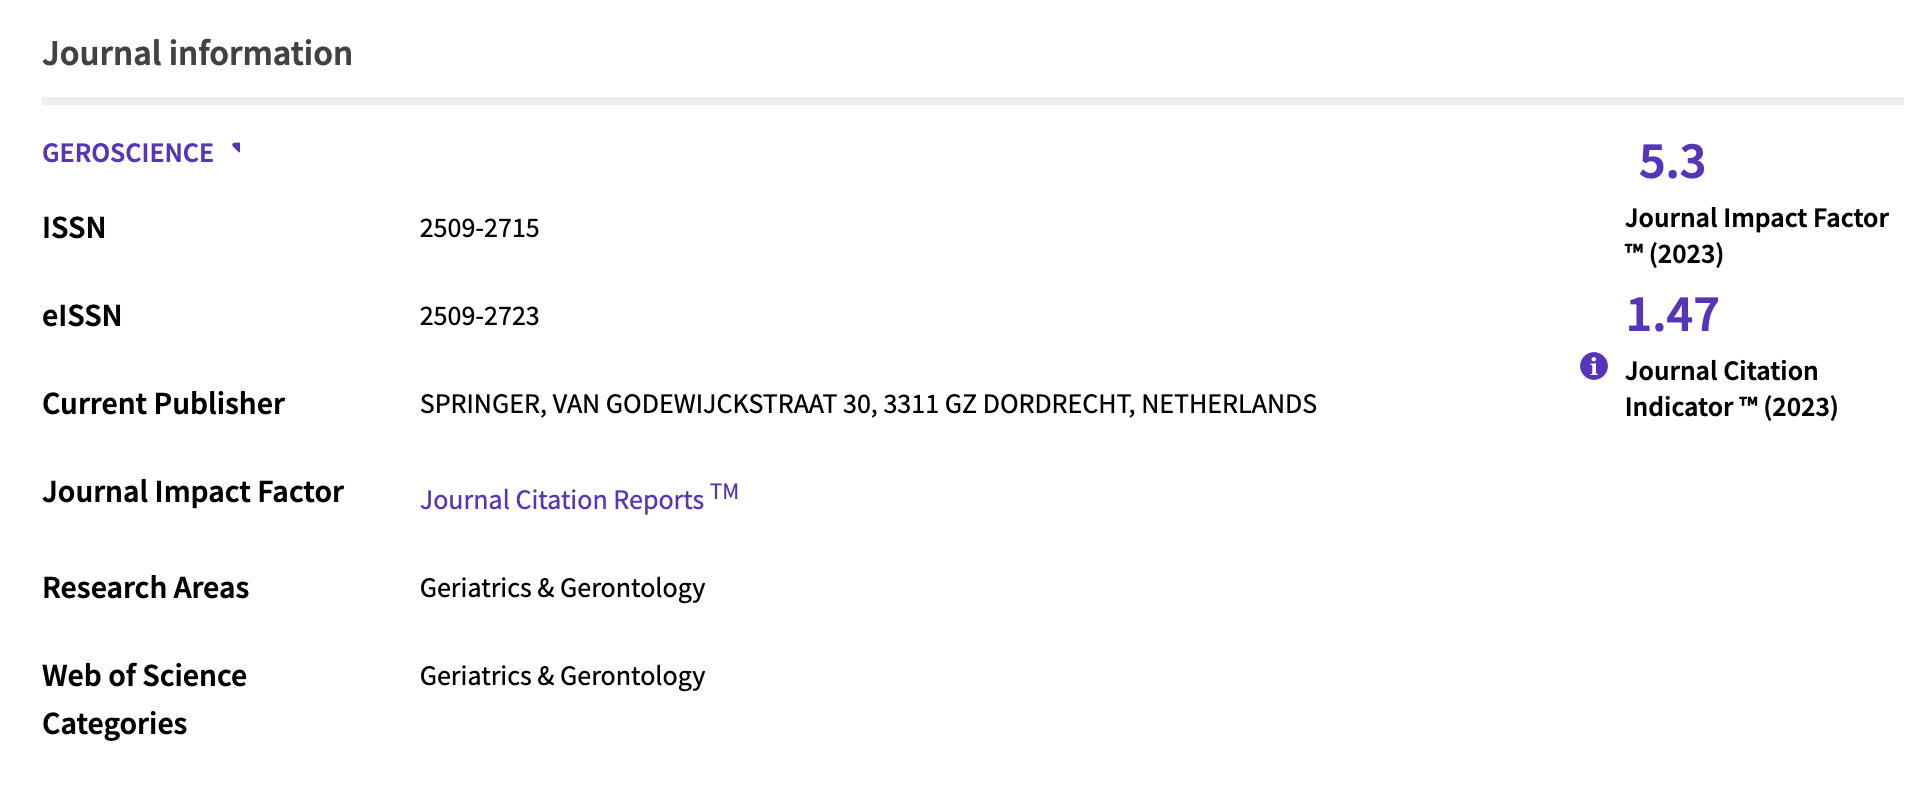 Journal information
GEROSCIENCE
5.3
Journal Impact Factor
™ (2023)
1.47
Journal Citation
Indicator ™ (2023)
ISSN 2509-2715
eISSN 2509-2723
Current Publisher SPRINGER, VAN GODEWIJCKSTRAAT 30, 3311 GZ DORDRECHT, NETHERLANDS
Journal Impact Factor Journal Citation Reports TM
Research Areas Geriatrics & Gerontology
Web of Science Geriatrics & Gerontology
Categories